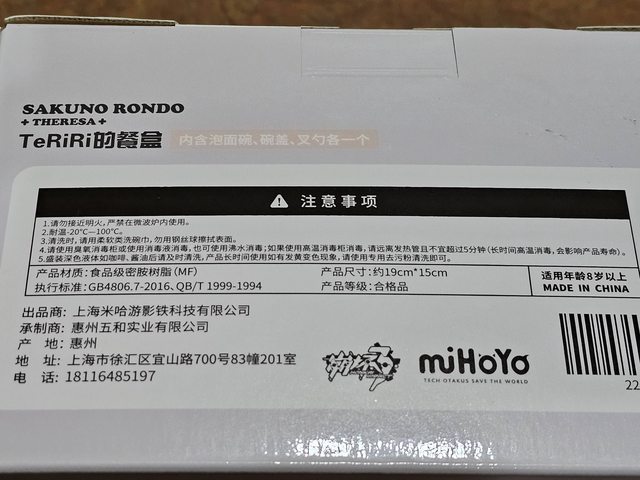 SAKUNO RONDO
THERESA
TeRiRi的餐盒 内含泡面碗、碗盖、叉勺各一个
注意事项
1.请勿接近明火，严禁在微波炉内使用。
2.耐温-20℃—100℃。
3.清洗时，请用柔软类洗碗巾，勿用钢丝球擦拭表面。
4.请使用臭氧消毒柜或使用消毒液消毒，也可使用沸水消毒；如果使用高温消毒柜消毒，请远离发热管且不宜超过5分钟（长时间高温消毒，会影响产品寿命）。
5.盛装深色液体如咖啡、酱油后请及时清洗，产品长时间使用如有发黄变色现象，请使用专用去污粉清洗即可。
产品材质：食品级密胺树脂(MF) 产品尺寸：约19cm*15cm
执行标准：GB4806.7-2016、QB/T 1999-1994 产品等级：合格品
适用年龄8岁以上
MADE IN CHINA
出品商：上海米哈游影铁科技有限公司
承制商：惠州五和实业有限公司
产 地：惠州
地 址：上海市徐汇区宜山路700号83幢201室
电 话：18116485197
崩坏3
miHoYo
TECH OTAKUS SAVE THE WORLD
22